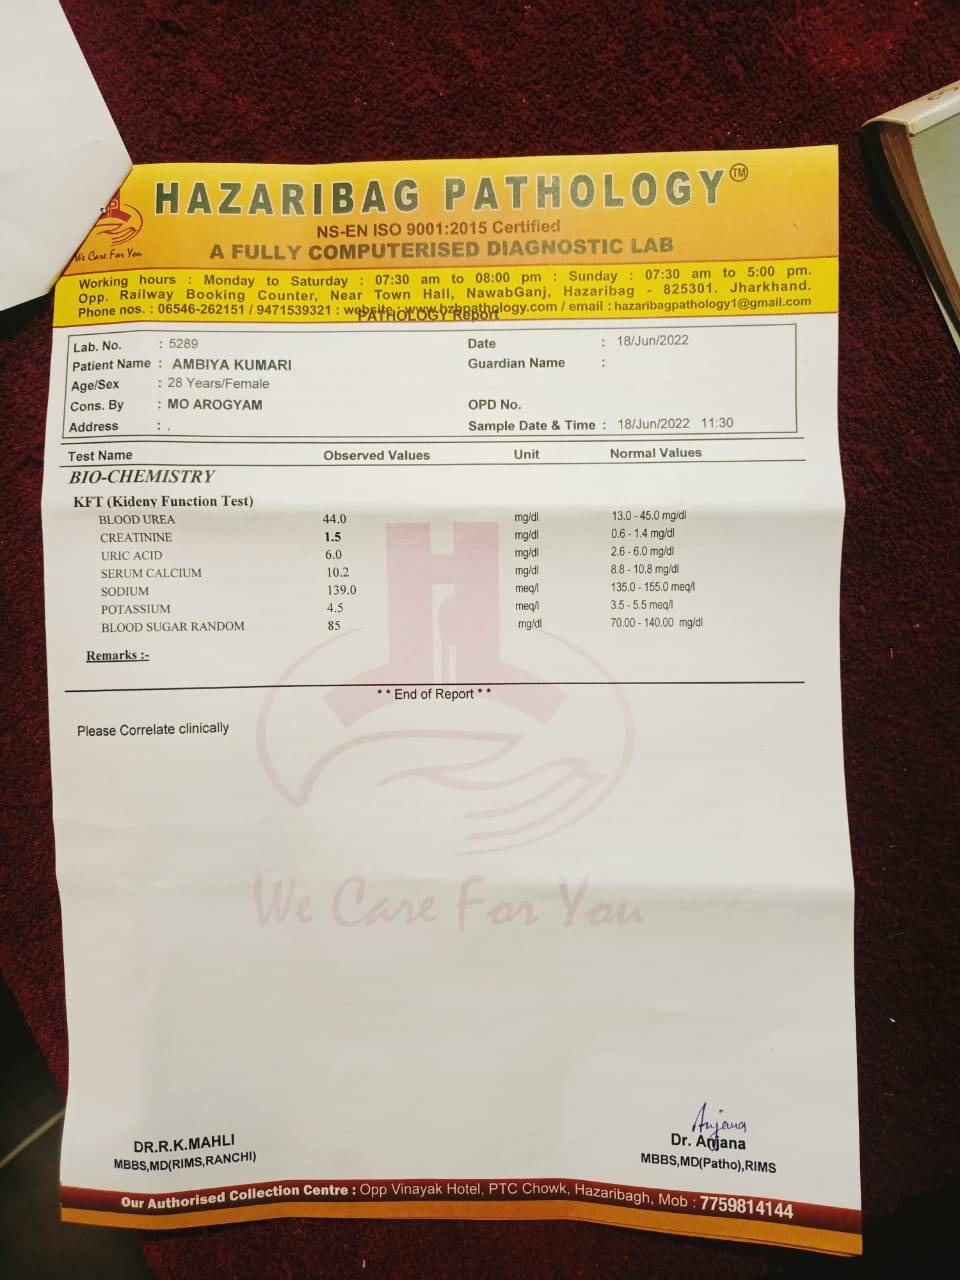 HAZARIBAG PATHOLOGY TM
NS-EN ISO 9001:2015 Certified
A FULLY COMPUTERISED DIAGNOSTIC LAB
We Care For You
Working hours : Monday to Saturday : 07:30 am to 08:00 pm : Sunday : 07:30 am to 5:00 pm.
Opp. Railway Booking Counter, Near Town Hall, NawabGanj, Hazaribag - 825301. Jharkhand.
Phone nos. : 06546-262151 / 9471539321 : website : www.hzbpathology.com / email : hazaribagpathology1@gmail.com
PATHOLOGY Report
Lab. No. : 5289 Date : 18/Jun/2022
Patient Name : AMBIYA KUMARI Guardian Name :
Age/Sex : 28 Years/Female
Cons. By : MO AROGYAM OPD No.
Address : , Sample Date & Time : 18/Jun/2022 11:30
Test Name Observed Values Unit Normal Values
BIO-CHEMISTRY
KFT (Kideny Function Test)
BLOOD UREA 44.0 mg/dl 13.0 - 45.0 mg/dl
CREATININE 1.5 mg/dl 0.6 - 1.4 mg/dl
URIC ACID 6.0 mg/dl 2.6 - 6.0 mg/dl
SERUM CALCIUM 10.2 mg/dl 8.8 - 10.8 mg/dl
SODIUM 139.0 meq/l 135.0 - 155.0 meq/l
POTASSIUM 4.5 meq/l 3.5 - 5.5 meq/l
BLOOD SUGAR RANDOM 85 mg/dl 70.00 - 140.00 mg/dl
Remarks :-
* * End of Report * *
Please Correlate clinically
We Care For You
Anjana
DR.R.K.MAHLI Dr. Anjana
MBBS,MD(RIMS,RANCHI) MBBS,MD(Patho),RIMS
Our Authorised Collection Centre : Opp Vinayak Hotel, PTC Chowk, Hazaribagh, Mob : 7759814144